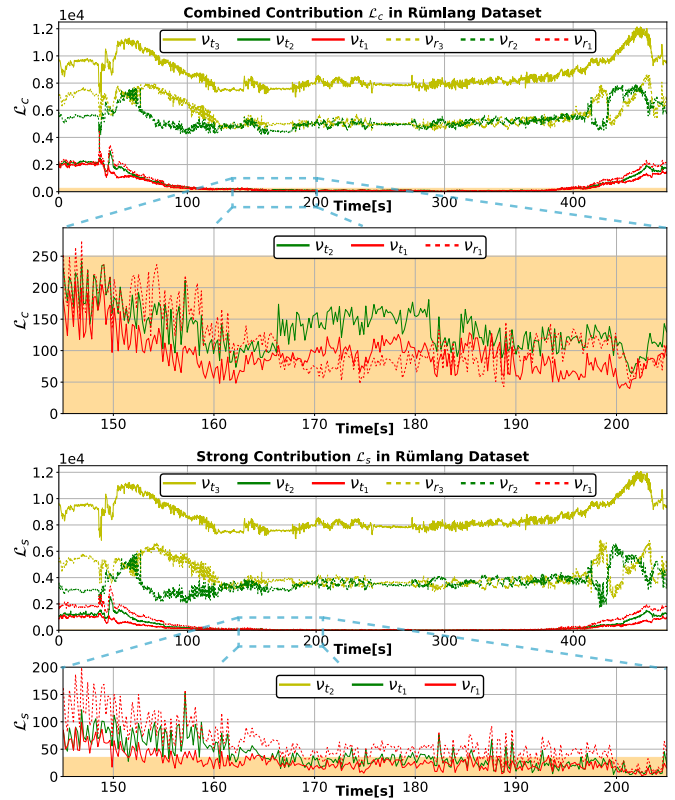 Combined Contribution ℒc in Rümlang Dataset
1e4
νt3 νt2 νt1 νr3 νr2 νr1
1.2
1.0
0.8
0.6
0.4
0.2
0.0
ℒc
0 100 200 300 400
Time[s]
νt2 νt1 νr1
250
200
150
100
50
0
ℒc
150 160 170 180 190 200
Time[s]
Strong Contribution ℒs in Rümlang Dataset
1e4
νt3 νt2 νt1 νr3 νr2 νr1
1.2
1.0
0.8
0.6
0.4
0.2
0.0
ℒs
0 100 200 300 400
Time[s]
νt2 νt1 νr1
200
150
100
50
0
ℒs
150 160 170 180 190 200
Time[s]